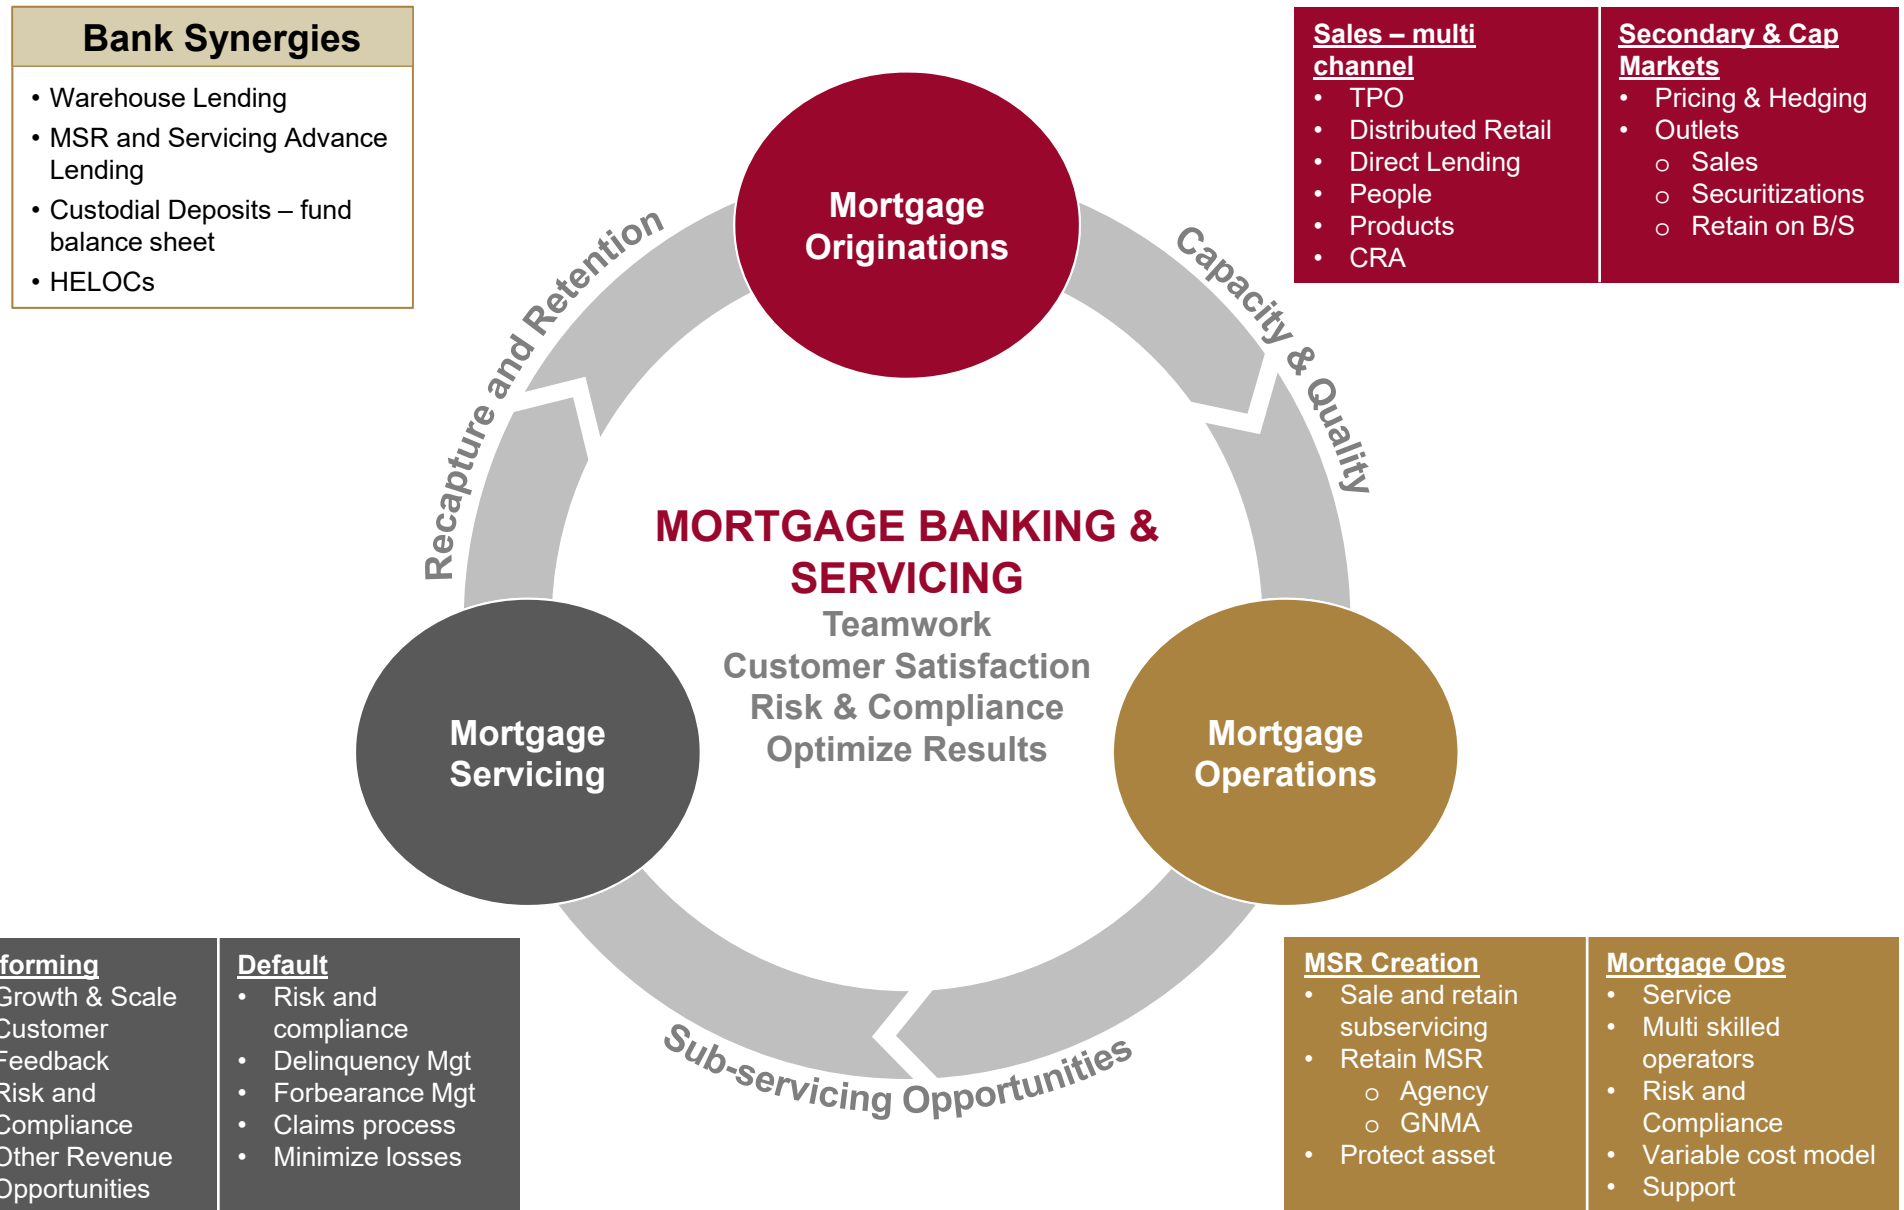 Bank Synergies
• Warehouse Lending
• MSR and Servicing Advance
Lending
• Custodial Deposits – fund
balance sheet
• HELOCs
Sales – multi
channel
• TPO
• Distributed Retail
• Direct Lending
• People
• Products
• CRA
Secondary & Cap
Markets
• Pricing & Hedging
• Outlets
o Sales
o Securitizations
o Retain on B/S
Mortgage
Originations
Recapture and Retention
Capacity & Quality
MORTGAGE BANKING &
SERVICING
Teamwork
Customer Satisfaction
Risk & Compliance
Optimize Results
Mortgage
Servicing
Mortgage
Operations
Sub-servicing Opportunities
forming
Growth & Scale
Customer
Feedback
Risk and
Compliance
Other Revenue
Opportunities
Default
• Risk and
compliance
• Delinquency Mgt
• Forbearance Mgt
• Claims process
• Minimize losses
MSR Creation
• Sale and retain
subservicing
• Retain MSR
o Agency
o GNMA
• Protect asset
Mortgage Ops
• Service
• Multi skilled
operators
• Risk and
Compliance
• Variable cost model
• Support